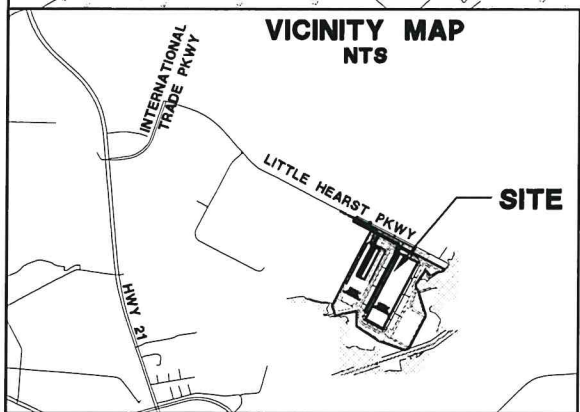 VICINITY MAP
NTS
INTERNATIONAL
TRADE PKWY
LITTLE HEARST PKWY
SITE
HWY 21